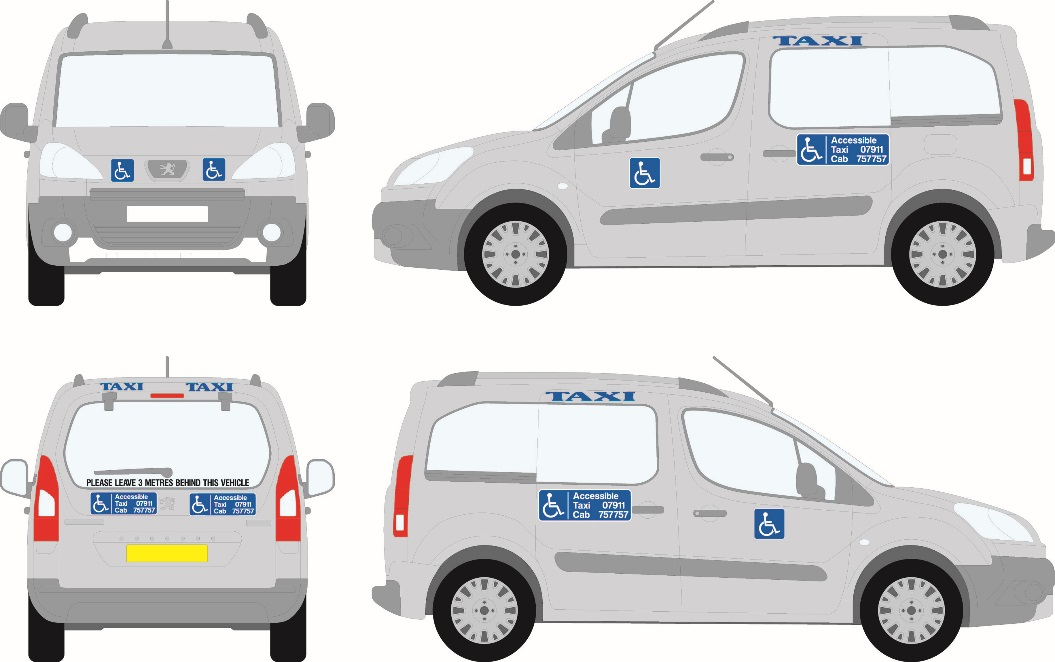 TAXI
Accessible
Taxi 07911
Cab 757757
TAXI TAXI
PLEASE LEAVE 3 METRES BEHIND THIS VEHICLE
Accessible
Taxi 07911
Cab 757757
Accessible
Taxi 07911
Cab 757757
TAXI
Accessible
Taxi 07911
Cab 757757